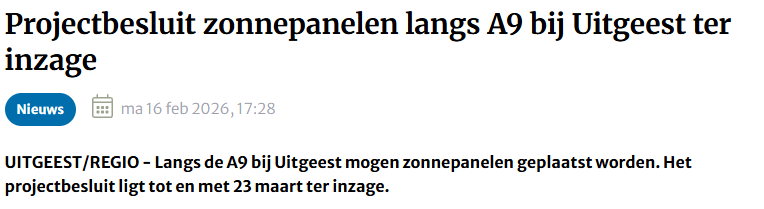 Projectbesluit zonnepanelen langs A9 bij Uitgeest ter
inzage
Nieuws ma 16 feb 2026, 17:28
UITGEEST/REGIO - Langs de A9 bij Uitgeest mogen zonnepanelen geplaatst worden. Het
projectbesluit ligt tot en met 23 maart ter inzage.